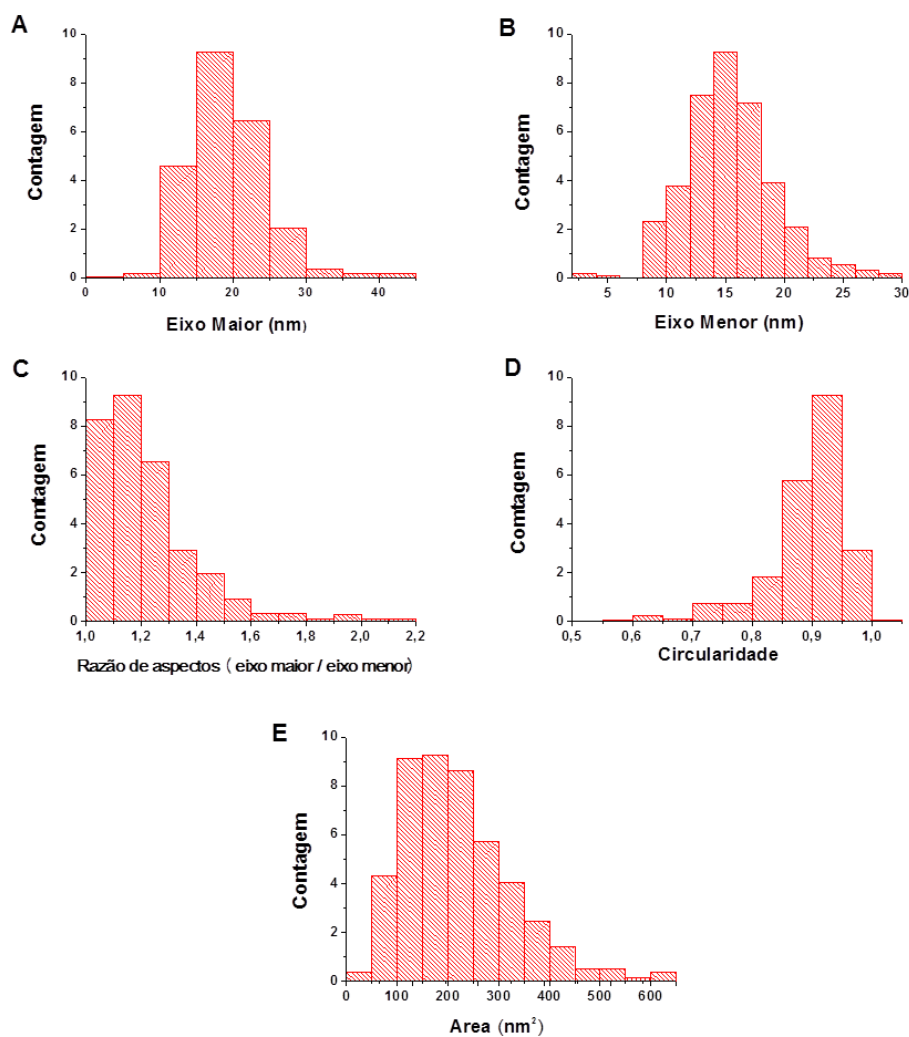 A
10
8
6
4
2
0
Contagem
0 10 20 30 40
Eixo Maior (nm)
B
10
8
6
4
2
0
Contagem
5 10 15 20 25 30
Eixo Menor (nm)
C
10
8
6
4
2
0
Comtagem
1,0 1,2 1,4 1,6 1,8 2,0 2,2
Razão de aspectos ( eixo maior / eixo menor)
D
10
8
6
4
2
0
Comtagem
0,5 0,6 0,7 0,8 0,9 1,0
Circularidade
E
10
8
6
4
2
0
Contagem
0 100 200 300 400 500 600
Area (nm²)